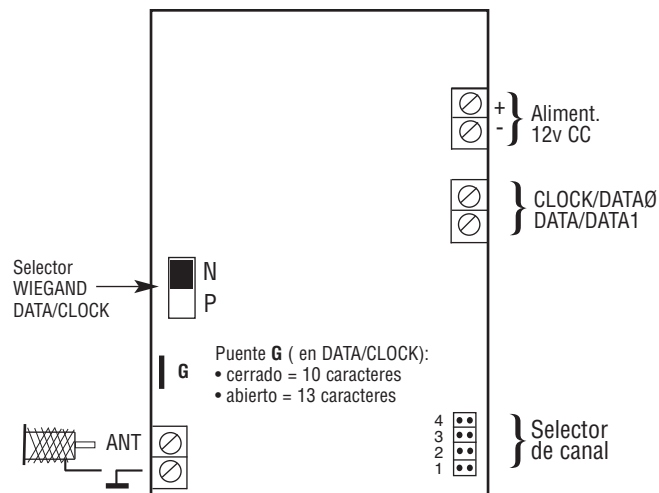 +
-
Aliment.
12v CC
CLOCK/DATAØ
DATA/DATA1
Selector
WIEGAND
DATA/CLOCK
N
P
G
Puente G ( en DATA/CLOCK):
• cerrado = 10 caracteres
• abierto = 13 caracteres
ANT
4
3
2
1
Selector
de canal